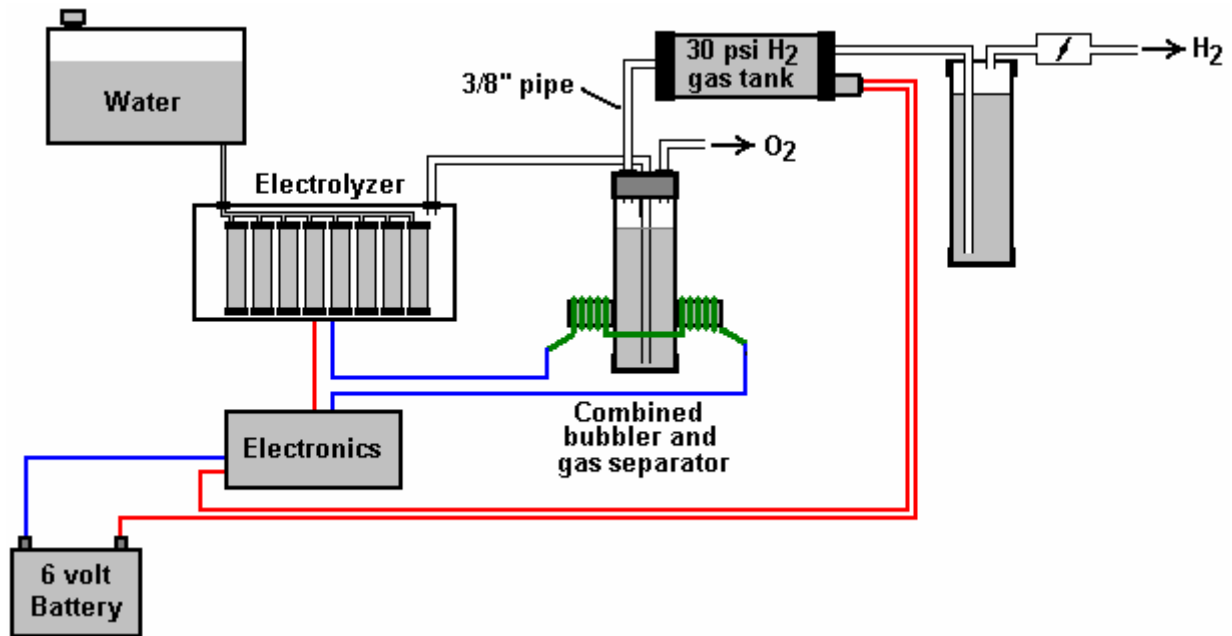 Water
30 psi H2
gas tank
H2
3/8" pipe
O2
Electrolyzer
Combined
bubbler and
gas separator
Electronics
6 volt
Battery